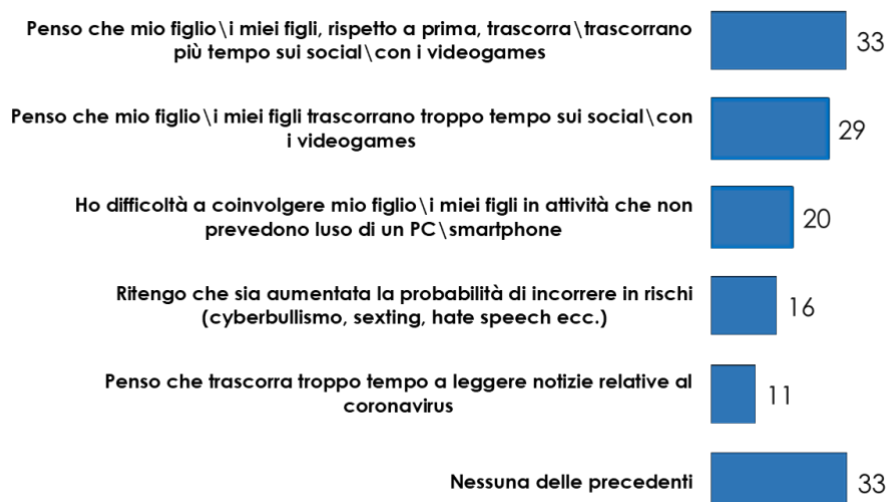 Penso che mio figlio\i miei figli, rispetto a prima, trascorra\trascorrano
più tempo sui social\con i videogames
33
Penso che mio figlio\i miei figli trascorrano troppo tempo sui social\con
i videogames
29
Ho difficoltà a coinvolgere mio figlio\i miei figli in attività che non
prevedono luso di un PC\smartphone
20
Ritengo che sia aumentata la probabilità di incorrere in rischi
(cyberbullismo, sexting, hate speech ecc.)
16
Penso che trascorra troppo tempo a leggere notizie relative al
coronavirus
11
Nessuna delle precedenti
33